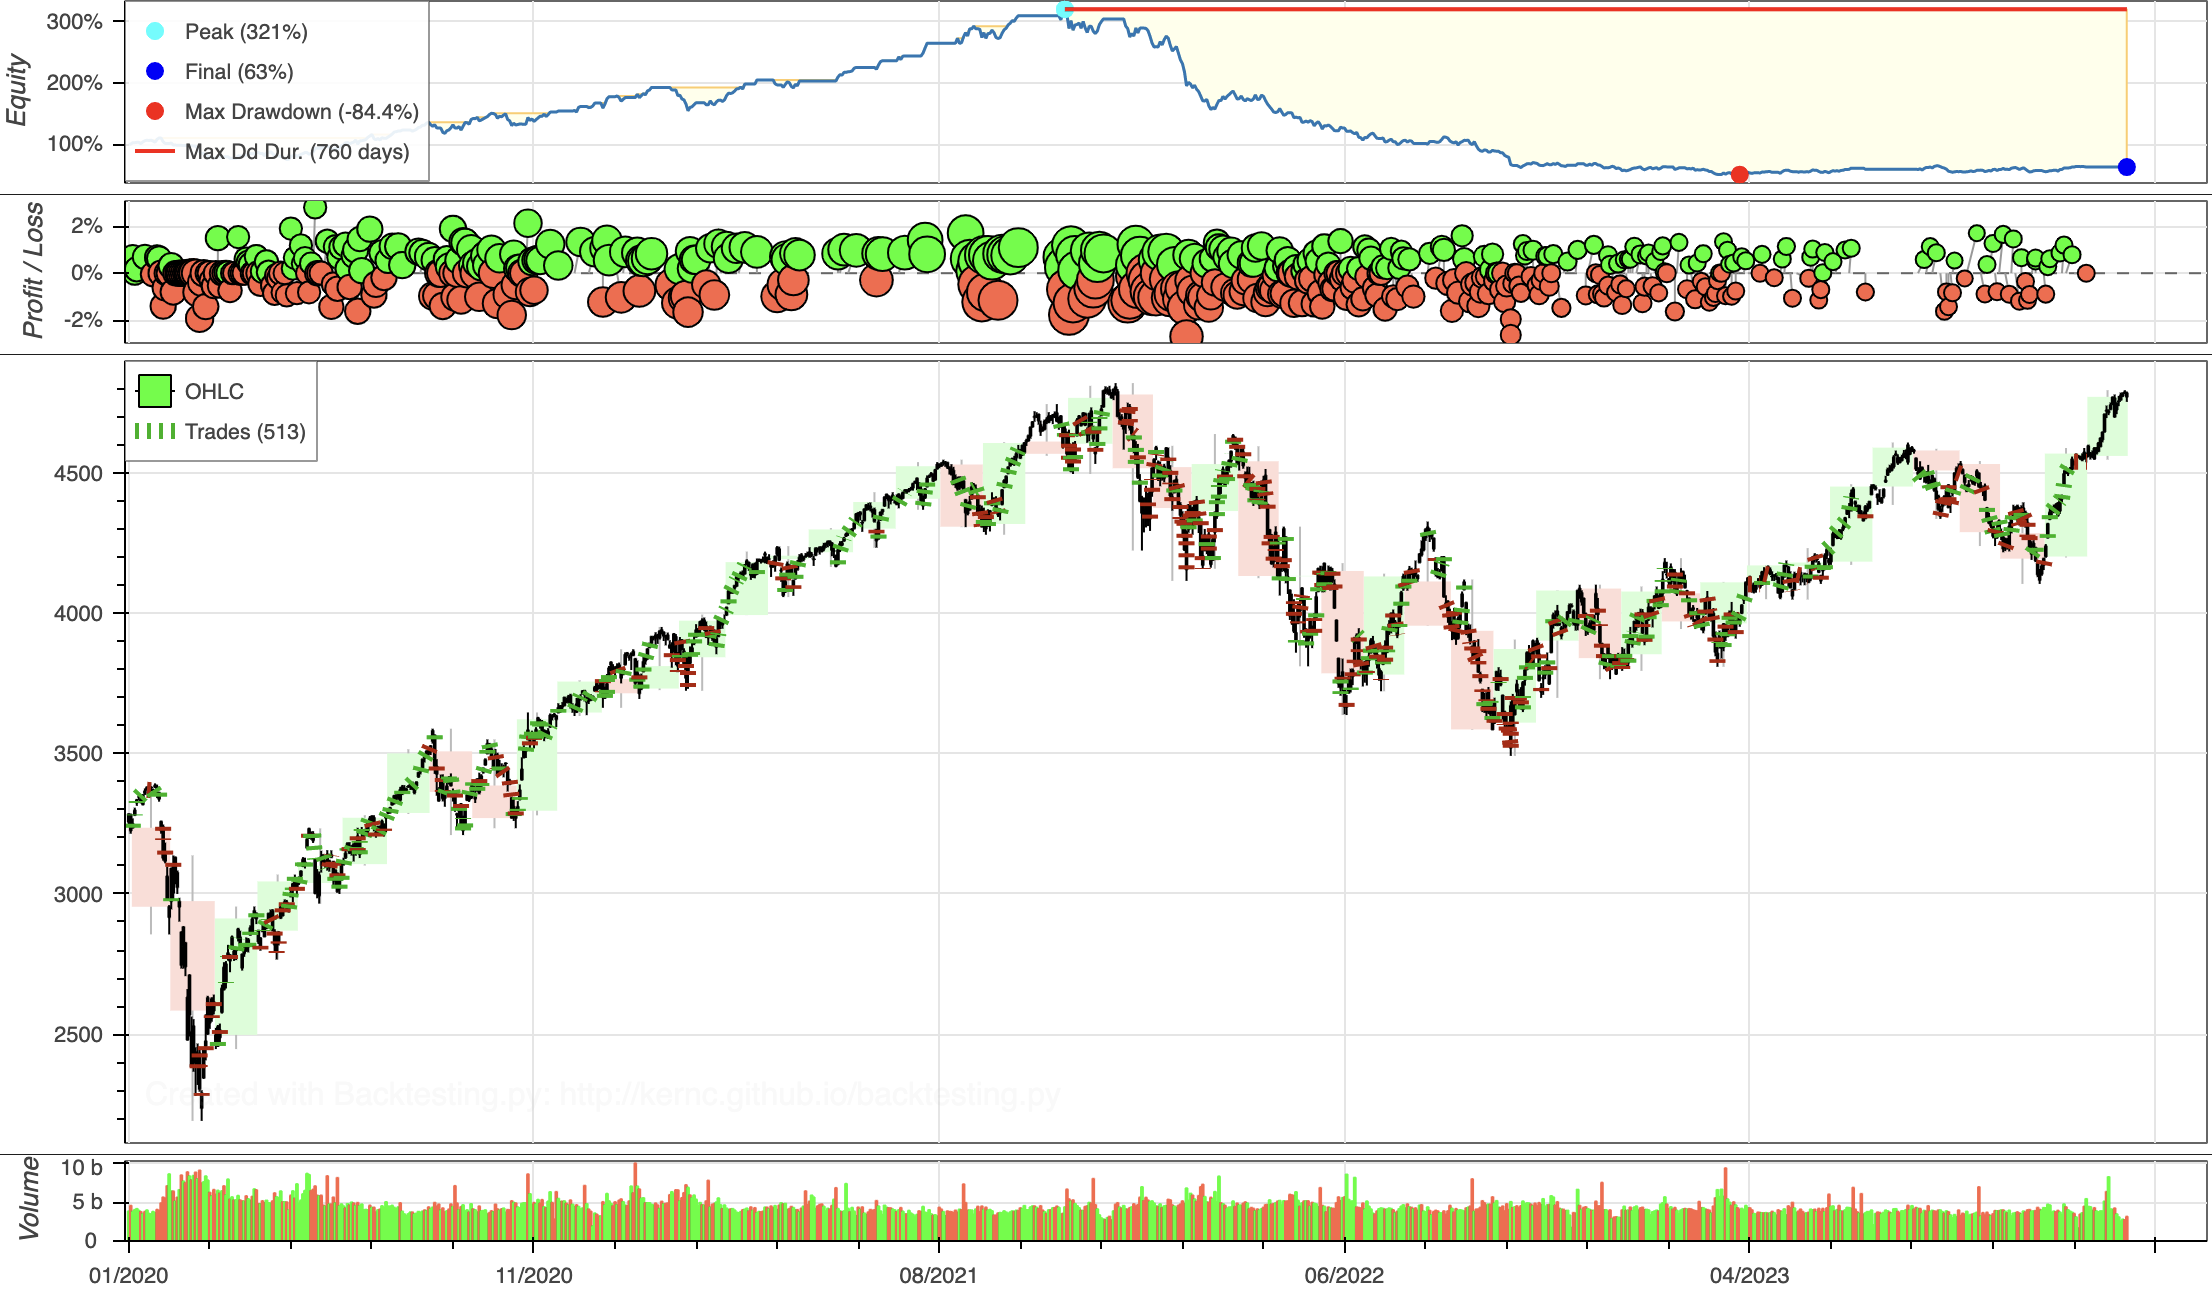 Equity
300%
200%
100%
Peak (321%)
Final (63%)
Max Drawdown (-84.4%)
Max Dd Dur. (760 days)
Profit / Loss
2%
0%
-2%
OHLC
Trades (513)
4500
4000
3500
3000
2500
Created with Backtesting.py: http://kernc.github.io/backtesting.py
Volume
10 b
5 b
0
01/2020 11/2020 08/2021 06/2022 04/2023